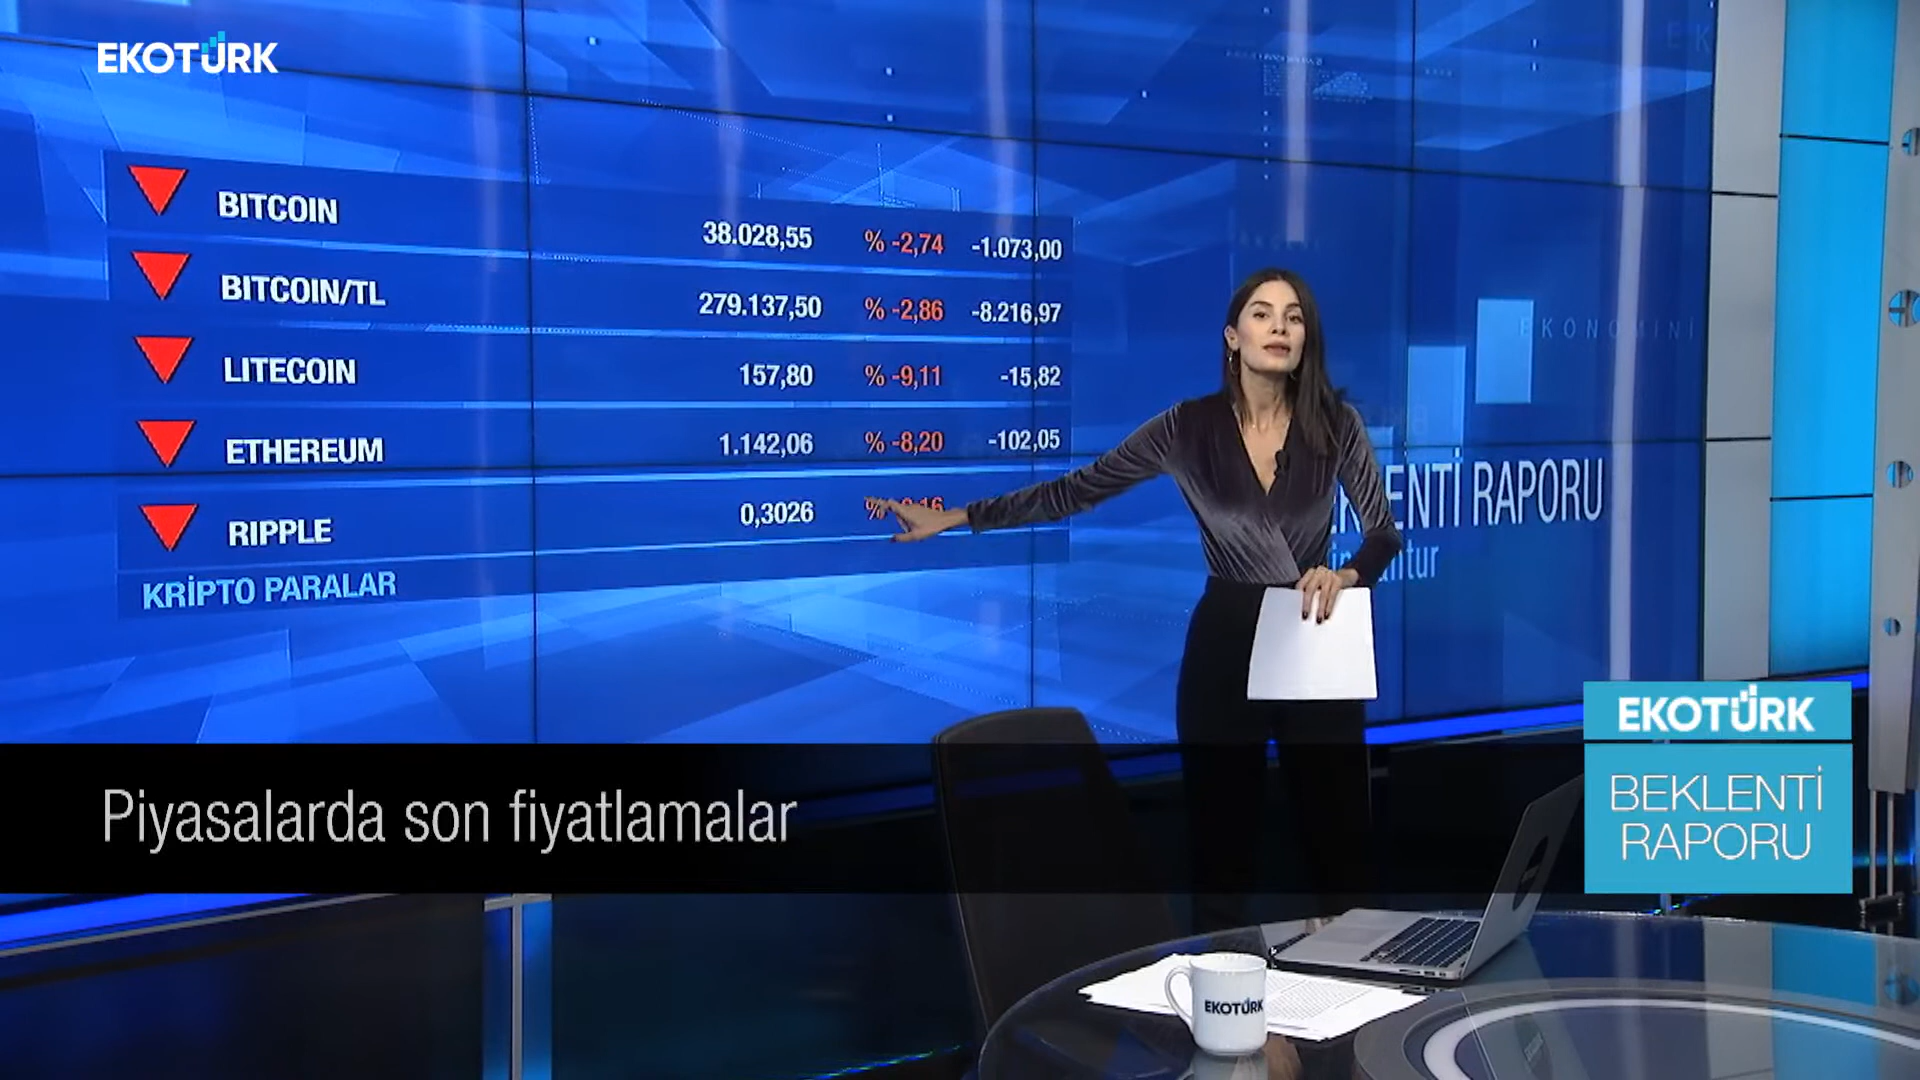 EKOTÜRK
BITCOIN 38.028,55 % -2,74 -1.073,00
BITCOIN/TL 279.137,50 % -2,86 -8.216,97
LITECOIN 157,80 % -9,11 -15,82
ETHEREUM 1.142,06 % -8,20 -102,05
RIPPLE 0,3026 %
KRİPTO PARALAR
EKONOMİNİ
RAPORU
Piyasalarda son fiyatlamalar
EKOTÜRK
BEKLENTİ
RAPORU
EKOTÜRK